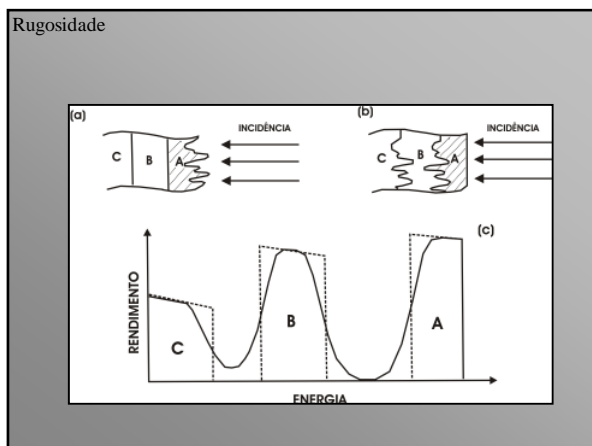 Rugosidade
(a)
INCIDÊNCIA
C B A
(b)
INCIDÊNCIA
C B A
(c)
RENDIMENTO
C
B
A
ENERGIA